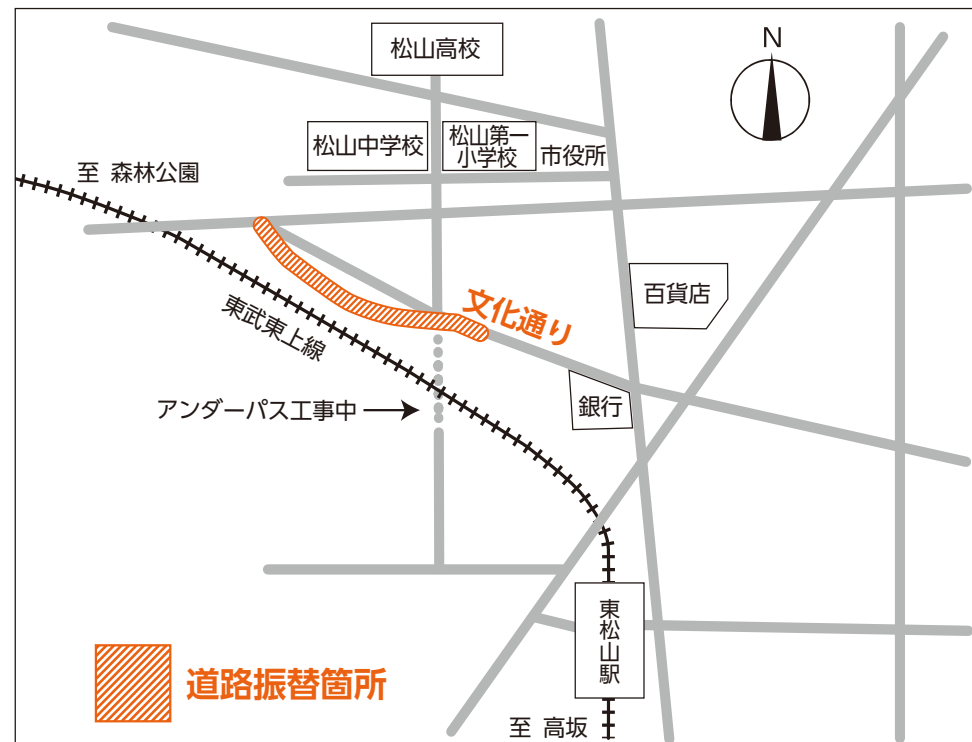 松山高校
N
松山中学校
松山第一
小学校
市役所
至 森林公園
百貨店
文化通り
東武東上線
アンダーパス工事中
銀行
東松山駅
道路振替箇所
至 高坂